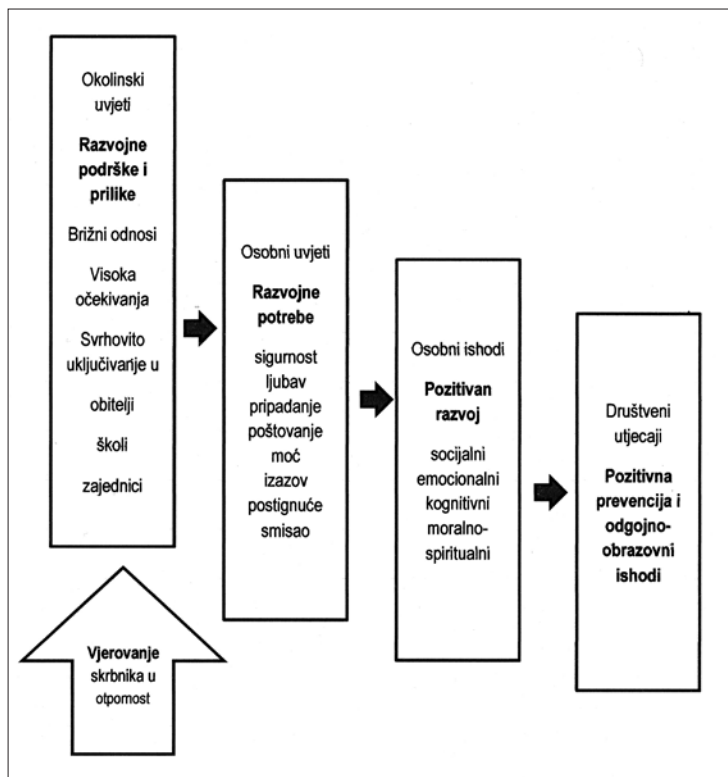 Okolinski
uvjeti
Razvojne
podrške i
prilike
Brižni odnosi
Visoka
očekivanja
Svrhovito
uključivanje u
obitelji
školi
zajednici
Vjerovanje
skrbnika u
otpornost
Osobni uvjeti
Razvojne
potrebe
sigurnost
ljubav
pripadanje
poštovanje
moć
izazov
postignuće
smisao
Osobni ishodi
Pozitivan
razvoj
socijalni
emocionalni
kognitivni
moralno-
spiritualni
Društveni
utjecaji
Pozitivna
prevencija i
odgojno-
obrazovni
ishodi